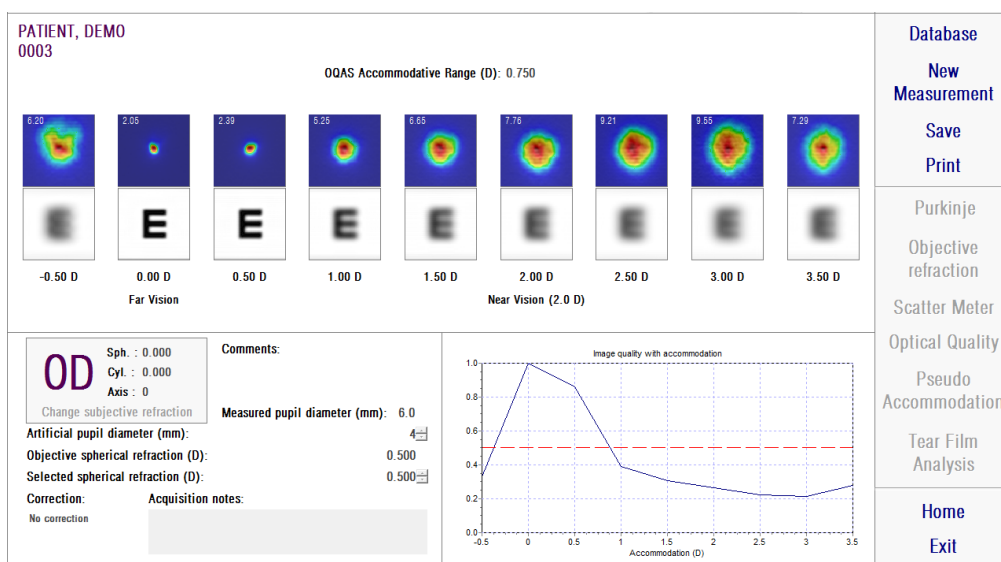 PATIENT, DEMO
0003
OQAS Accommodative Range (D): 0.750
6.20 2.05 2.39 5.25 6.65 7.76 9.21 9.55 7.29
E E E E E E E E E
-0.50 D 0.00 D 0.50 D 1.00 D 1.50 D 2.00 D 2.50 D 3.00 D 3.50 D
Far Vision Near Vision (2.0 D)
OD
Sph. : 0.000
Cyl. : 0.000
Axis : 0
Change subjective refraction
Comments:
Measured pupil diameter (mm): 6.0
Artificial pupil diameter (mm): 4
Objective spherical refraction (D): 0.500
Selected spherical refraction (D): 0.500
Correction: Acquisition notes:
No correction
Image quality with accommodation
1.0
0.8
0.6
0.4
0.2
0.0
-0.5 0 0.5 1 1.5 2 2.5 3 3.5
Accommodation (D)
Database
New
Measurement
Save
Print
Purkinje
Objective
refraction
Scatter Meter
Optical Quality
Pseudo
Accommodation
Tear Film
Analysis
Home
Exit